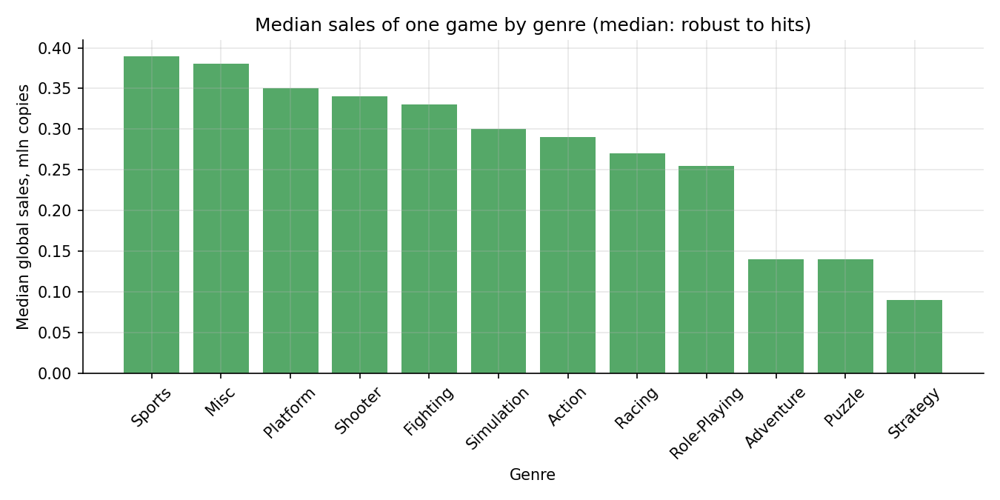 Median sales of one game by genre (median: robust to hits)
Median global sales, mln copies
0.40
0.35
0.30
0.25
0.20
0.15
0.10
0.05
0.00
Sports
Misc
Platform
Shooter
Fighting
Simulation
Action
Racing
Role-Playing
Adventure
Puzzle
Strategy
Genre